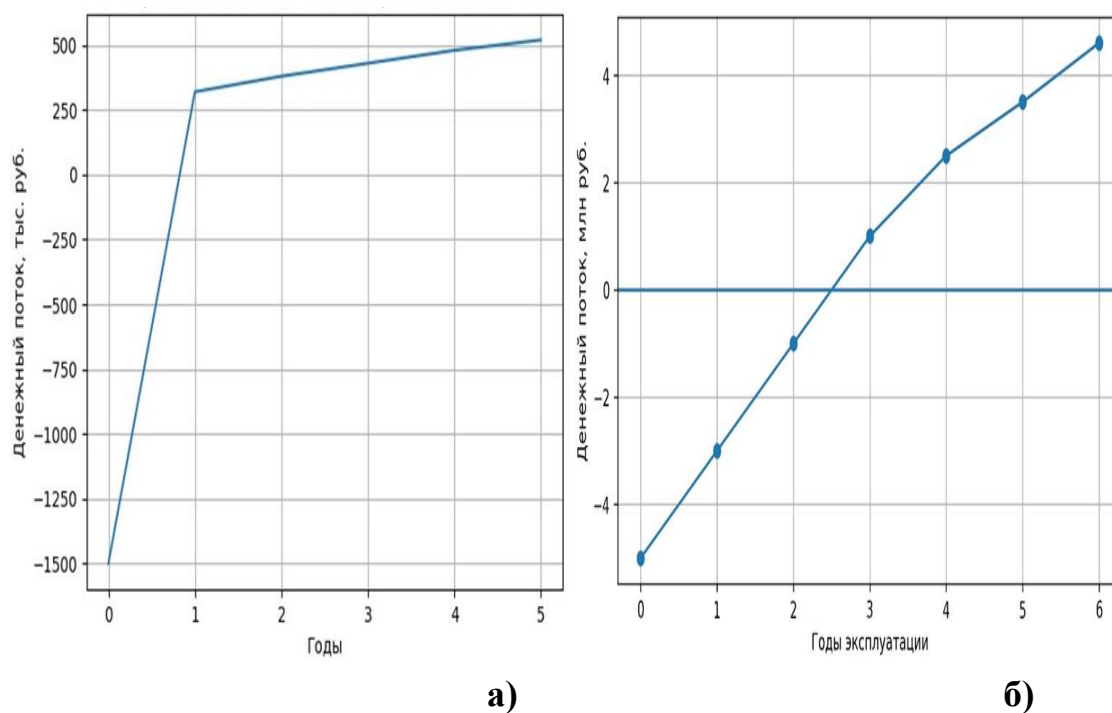 Денежный поток, тыс. руб.
500
250
0
−250
−500
−750
−1000
−1250
−1500
0 1 2 3 4 5
Годы
а)
Денежный поток, млн руб.
4
2
0
−2
−4
0 1 2 3 4 5 6
Годы эксплуатации
б)